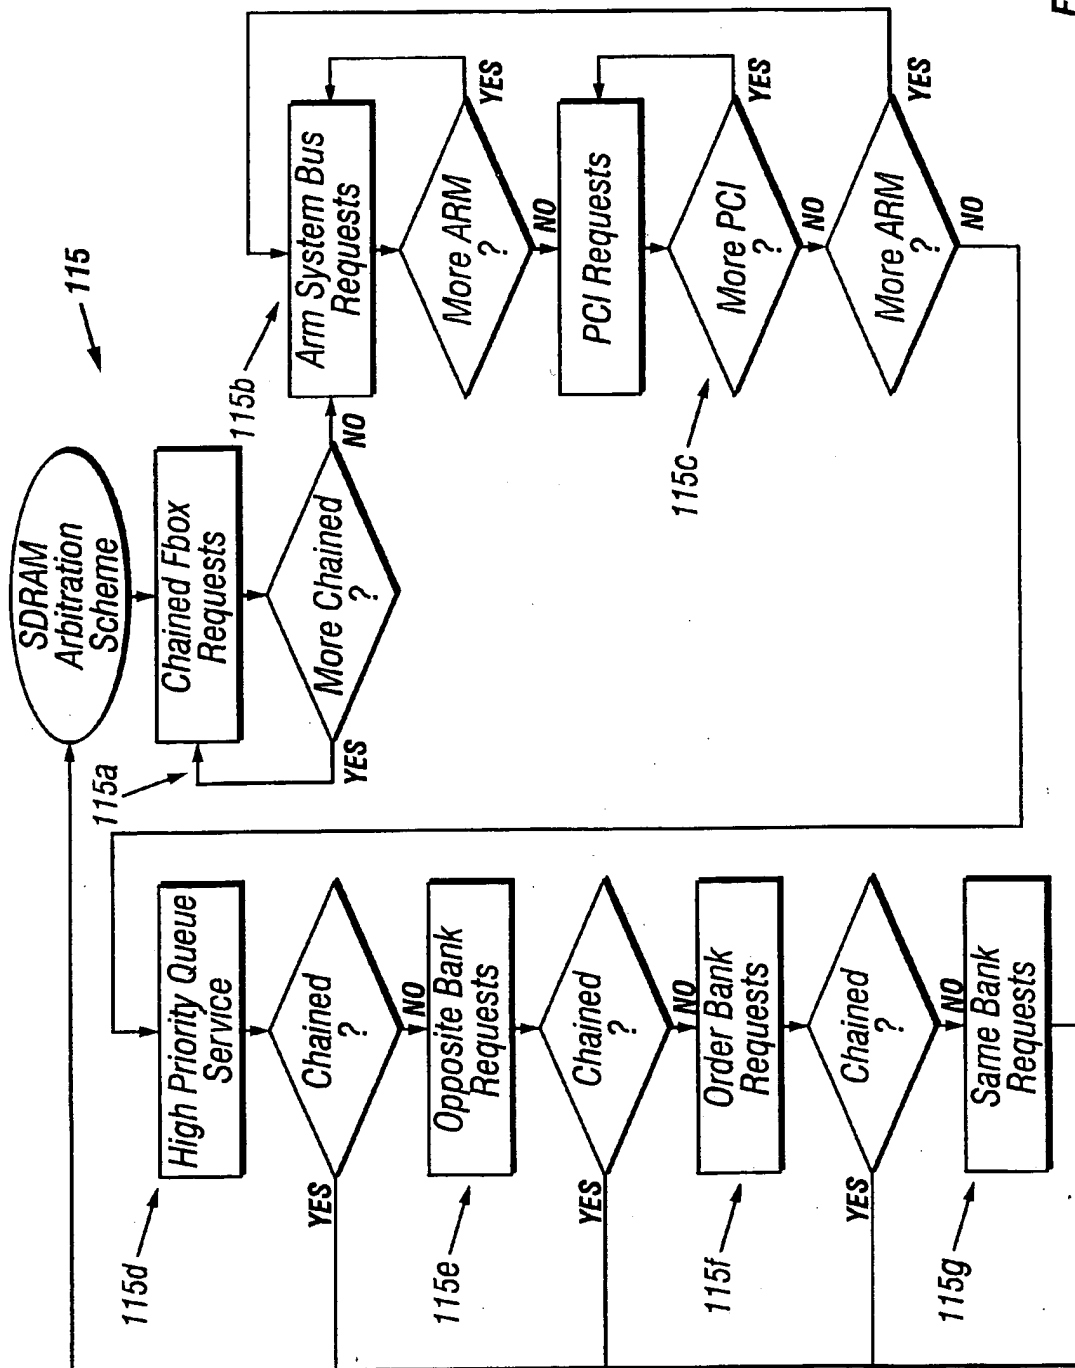 115
SDRAM
Arbitration
Scheme
115a
Chained Fbox
Requests
More Chained
?
YES
NO
115b
Arm System Bus
Requests
More ARM
?
YES
NO
PCI Requests
115c
More PCI
?
YES
NO
More ARM
?
YES
NO
115d
High Priority Queue
Service
Chained
?
YES
NO
115e
Opposite Bank
Requests
Chained
?
YES
NO
115f
Order Bank
Requests
Chained
?
YES
NO
115g
Same Bank
Requests